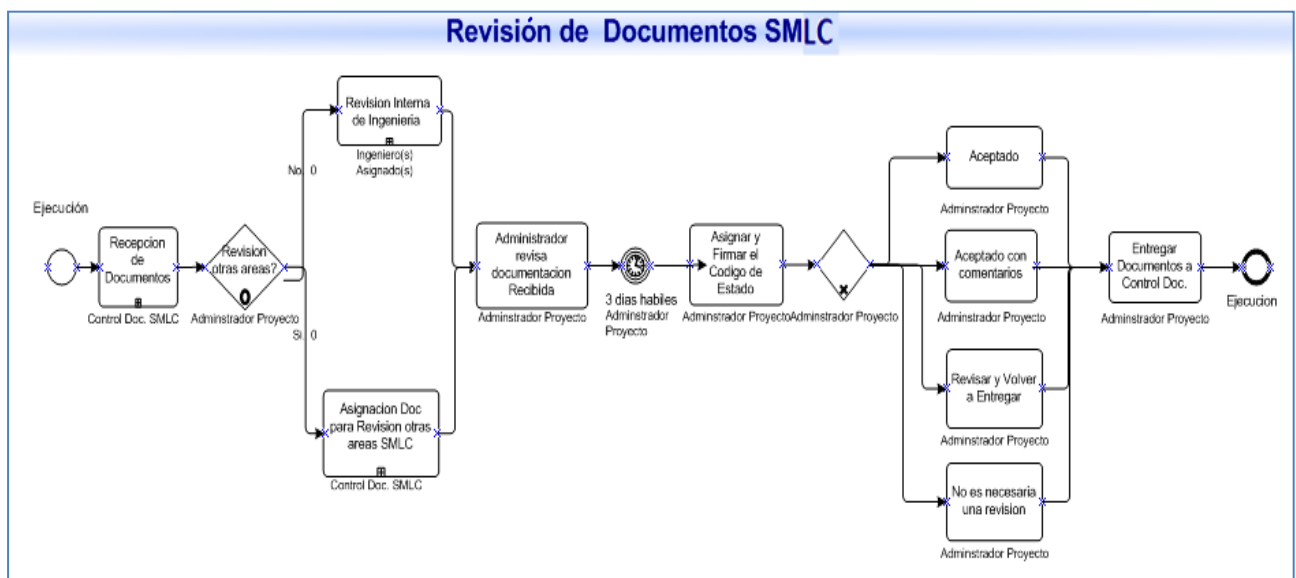 Revisión de Documentos SMLC
Ejecución
Recepcion
de
Documentos
Control Doc. SMLC
Revision
otras areas?
Adminstrador Proyecto
No. 0
Si. 0
Revision Interna
de Ingenieria
Ingeniero(s)
Asignado(s)
Asignacion Doc
para Revision otras
areas SMLC
Control Doc. SMLC
Administrador
revisa
documentacion
Recibida
Adminstrador Proyecto
3 dias habiles
Adminstrador
Proyecto
Asignar y
Firmar el
Codigo de
Estado
Adminstrador Proyecto
Adminstrador Proyecto
Aceptado
Adminstrador Proyecto
Aceptado con
comentarios
Adminstrador Proyecto
Revisar y Volver
a Entregar
Adminstrador Proyecto
No es necesaria
una revision
Adminstrador Proyecto
Entregar
Documentos a
Control Doc.
Adminstrador Proyecto
Ejecucion